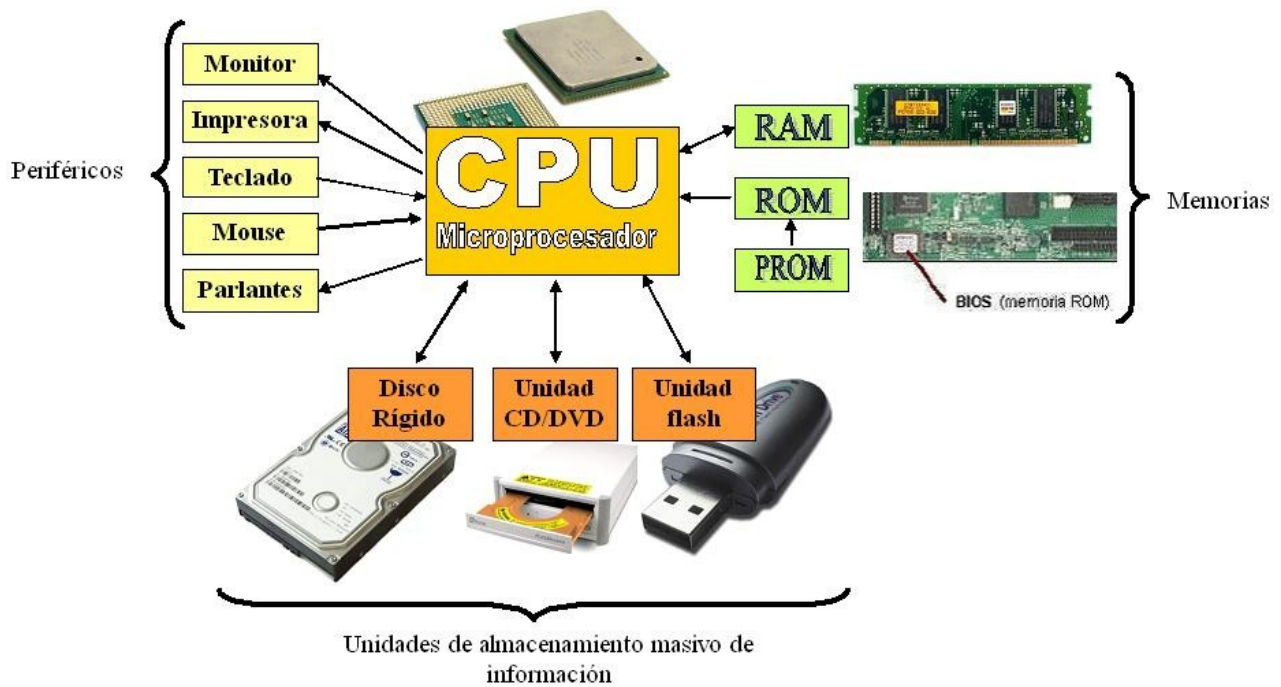 Periféricos
Monitor
Impresora
Teclado
Mouse
Parlantes
CPU
Microprocesador
RAM
ROM
PROM
BIOS (memoria ROM)
Memorias
Disco
Rígido
Unidad
CD/DVD
Unidad
flash
Unidades de almacenamiento masivo de
información